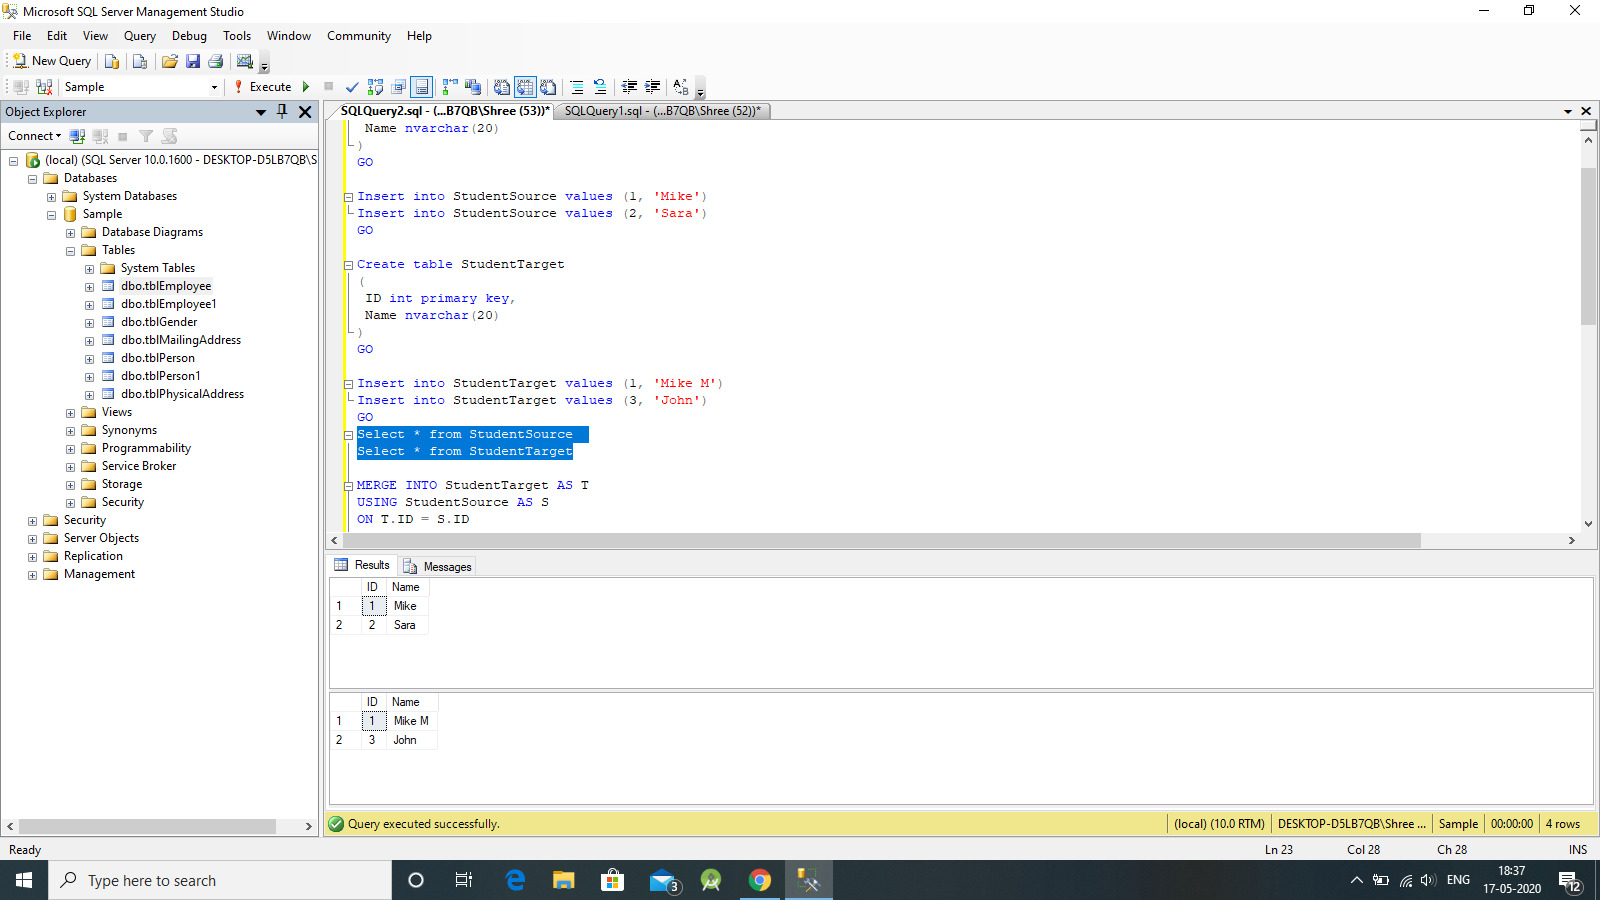 Microsoft SQL Server Management Studio
File Edit View Query Debug Tools Window Community Help
New Query
Sample Execute
Object Explorer
Connect
(local) (SQL Server 10.0.1600 - DESKTOP-D5LB7QB\S
Databases
System Databases
Sample
Database Diagrams
Tables
System Tables
dbo.tblEmployee
dbo.tblEmployee1
dbo.tblGender
dbo.tblMailingAddress
dbo.tblPerson
dbo.tblPerson1
dbo.tblPhysicalAddress
Views
Synonyms
Programmability
Service Broker
Storage
Security
Security
Server Objects
Replication
Management
SQLQuery2.sql - (...B7QB\Shree (53))* SQLQuery1.sql - (...B7QB\Shree (52))*
Name nvarchar(20)
)
GO
Insert into StudentSource values (1, 'Mike')
Insert into StudentSource values (2, 'Sara')
GO
Create table StudentTarget
(
ID int primary key,
Name nvarchar(20)
)
GO
Insert into StudentTarget values (1, 'Mike M')
Insert into StudentTarget values (3, 'John')
GO
Select * from StudentSource
Select * from StudentTarget
MERGE INTO StudentTarget AS T
USING StudentSource AS S
ON T.ID = S.ID
Results Messages
ID Name
1 1 Mike
2 2 Sara
ID Name
1 1 Mike M
2 3 John
Query executed successfully. (local) (10.0 RTM) DESKTOP-D5LB7QB\Shree ... Sample 00:00:00 4 rows
Ready Ln 23 Col 28 Ch 28 INS
Type here to search 3 ENG 18:37
17-05-2020 12